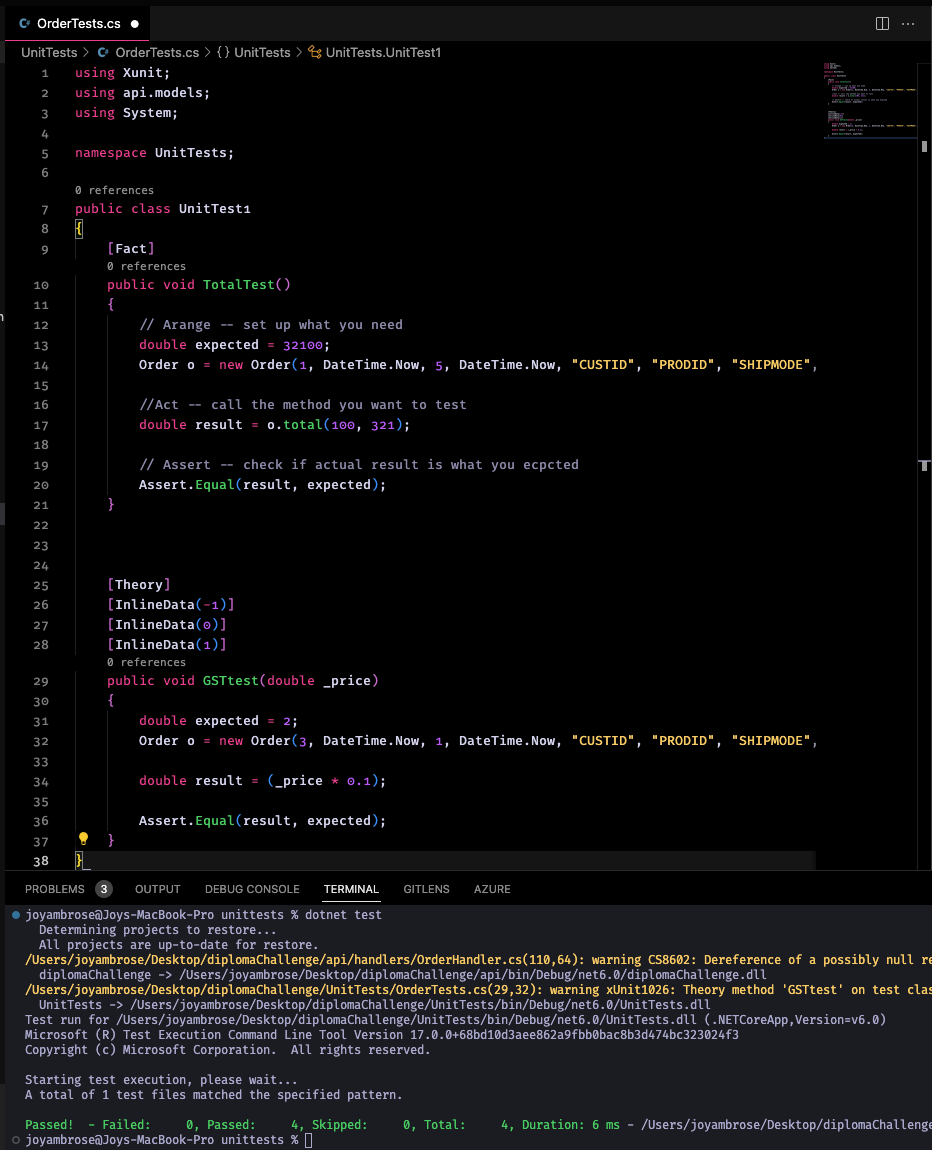 OrderTests.cs
UnitTests > OrderTests.cs > {} UnitTests > UnitTests.UnitTest1
1 using Xunit;
2 using api.models;
3 using System;
4
5 namespace UnitTests;
6
0 references
7 public class UnitTest1
8 {
9 [Fact]
0 references
10 public void TotalTest()
11 {
12 // Arange -- set up what you need
13 double expected = 32100;
14 Order o = new Order(1, DateTime.Now, 5, DateTime.Now, "CUSTID", "PRODID", "SHIPMODE",
15
16 //Act -- call the method you want to test
17 double result = o.total(100, 321);
18
19 // Assert -- check if actual result is what you ecpcted
20 Assert.Equal(result, expected);
21 }
22
23
24
25 [Theory]
26 [InlineData(-1)]
27 [InlineData(0)]
28 [InlineData(1)]
0 references
29 public void GSTtest(double _price)
30 {
31 double expected = 2;
32 Order o = new Order(3, DateTime.Now, 1, DateTime.Now, "CUSTID", "PRODID", "SHIPMODE",
33
34 double result = (_price * 0.1);
35
36 Assert.Equal(result, expected);
37 }
38 }
PROBLEMS 3 OUTPUT DEBUG CONSOLE TERMINAL GITLENS AZURE
joyambrose@Joys-MacBook-Pro unittests % dotnet test
Determining projects to restore...
All projects are up-to-date for restore.
/Users/joyambrose/Desktop/diplomaChallenge/api/handlers/OrderHandler.cs(110,64): warning CS8602: Dereference of a possibly null re
diplomaChallenge -> /Users/joyambrose/Desktop/diplomaChallenge/api/bin/Debug/net6.0/diplomaChallenge.dll
/Users/joyambrose/Desktop/diplomaChallenge/UnitTests/OrderTests.cs(29,32): warning xUnit1026: Theory method 'GSTtest' on test clas
UnitTests -> /Users/joyambrose/Desktop/diplomaChallenge/UnitTests/bin/Debug/net6.0/UnitTests.dll
Test run for /Users/joyambrose/Desktop/diplomaChallenge/UnitTests/bin/Debug/net6.0/UnitTests.dll (.NETCoreApp,Version=v6.0)
Microsoft (R) Test Execution Command Line Tool Version 17.0.0+68bd10d3aee862a9fbb0bac8b3d474bc323024f3
Copyright (c) Microsoft Corporation. All rights reserved.
Starting test execution, please wait...
A total of 1 test files matched the specified pattern.
Passed! - Failed: 0, Passed: 4, Skipped: 0, Total: 4, Duration: 6 ms - /Users/joyambrose/Desktop/diplomaChallenge
joyambrose@Joys-MacBook-Pro unittests %